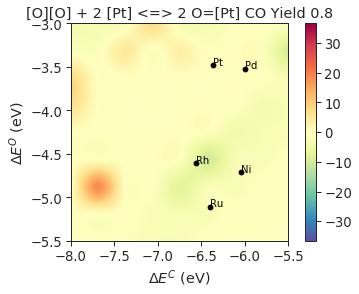 [O][O] + 2 [Pt] <=> 2 O=[Pt] CO Yield 0.8
−3.0
−3.5
−4.0
−4.5
−5.0
−5.5
ΔE^O (eV)
Pt
Pd
Rh
Ni
Ru
−8.0 −7.5 −7.0 −6.5 −6.0 −5.5
ΔE^C (eV)
30
20
10
0
−10
−20
−30